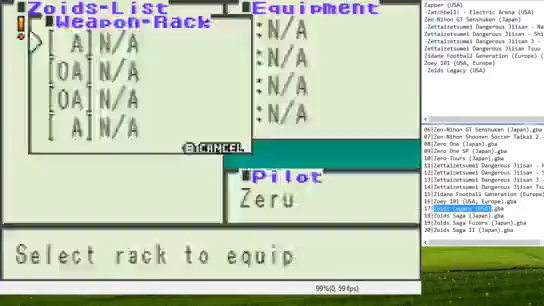 Zoids-List
Weapon-Rack
[ A]N/A
[OA]N/A
[OA]N/A
[ A]N/A
B:CANCEL
Equipment
:N/A
:N/A
:N/A
:N/A
Pilot
Zeru
Select rack to equip
99%(0, 59 fps)
Zapper (USA)
-Zatchbell! - Electric Arena (USA)
Zen-Nihon GT Senshuken (Japan)
-Zettaizetsumei Dangerous Jiisan - Na
-Zettaizetsumei Dangerous Jiisan - Shi
-Zettaizetsumei Dangerous Jiisan 3 -
-Zettaizetsumei Dangerous Jiisan Tsuu
Zidane Football Generation (Europe) (
Zoey 101 (USA, Europe)
-Zoids Legacy (USA)
06|Zen-Nihon GT Senshuken (Japan).gba
07|Zen-Nihon Shounen Soccer Taikai 2 -
08|Zero One (Japan).gba
09|Zero One SP (Japan).gba
10|Zero-Tours (Japan).gba
11|Zettaizetsumei Dangerous Jiisan - N
12|Zettaizetsumei Dangerous Jiisan - S
13|Zettaizetsumei Dangerous Jiisan 3 -
14|Zettaizetsumei Dangerous Jiisan Tsu
15|Zidane Football Generation (Europe)
16|Zoey 101 (USA, Europe).gba
17|Zoids Legacy (USA).gba
18|Zoids Saga (Japan).gba
19|Zoids Saga Fuzors (Japan).gba
20|Zoids Saga II (Japan).gba